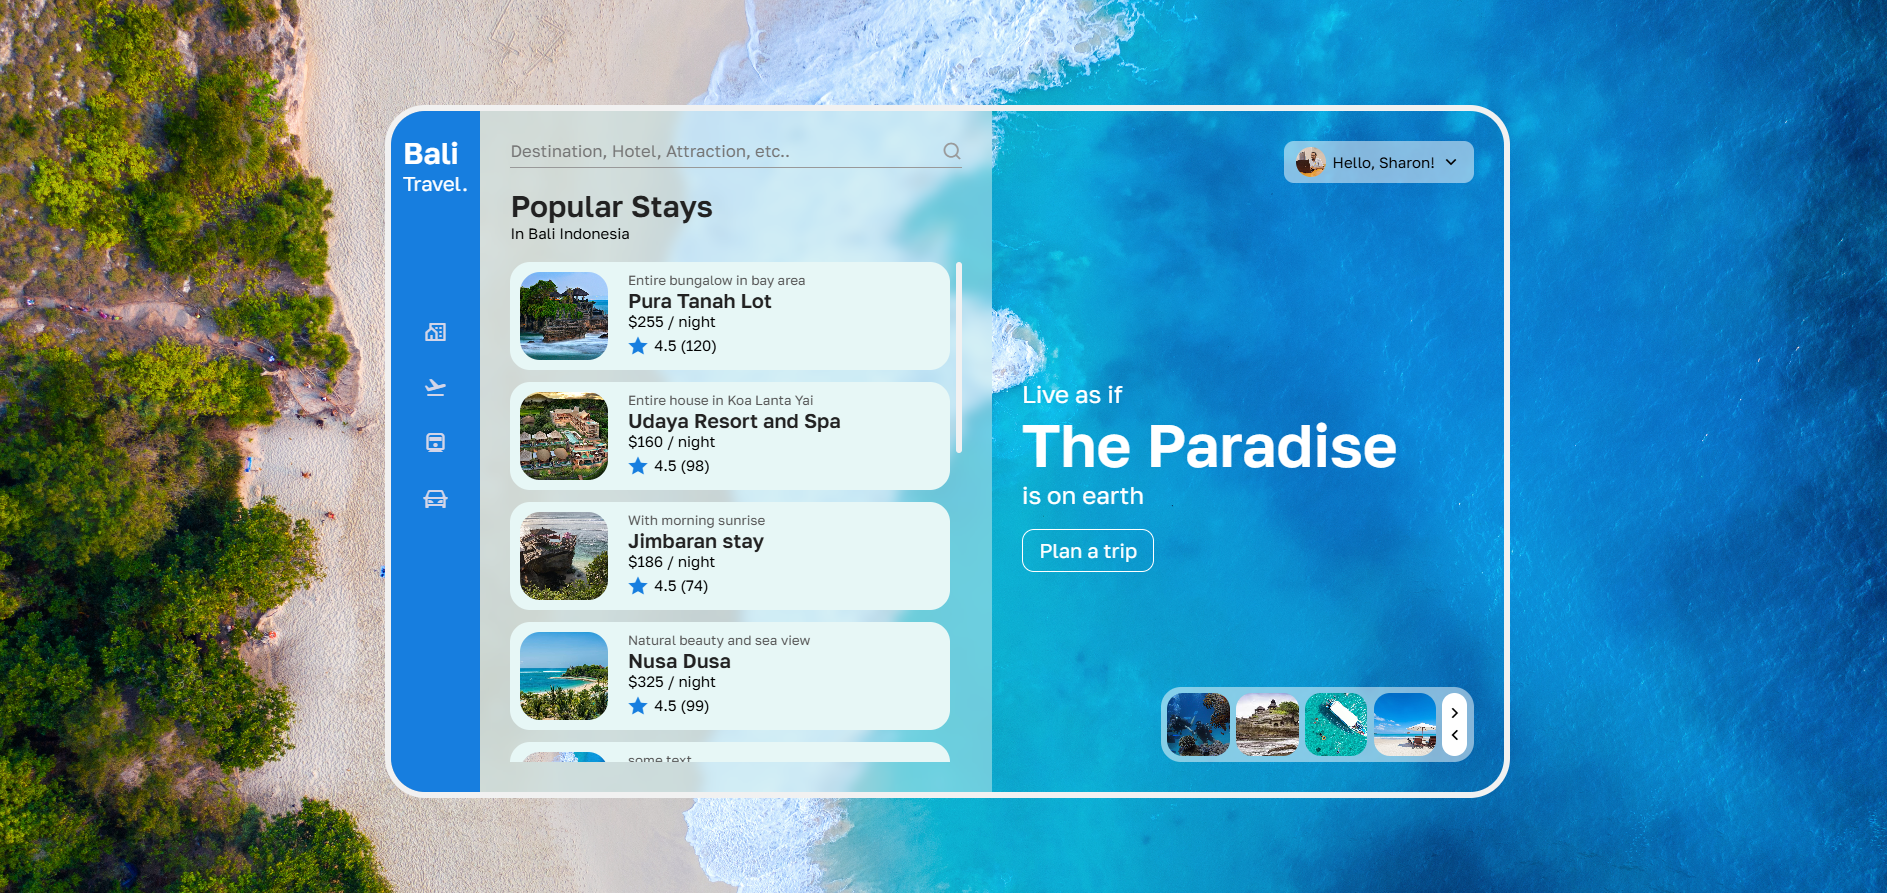 Bali
Travel.
Destination, Hotel, Attraction, etc..
Popular Stays
In Bali Indonesia
Entire bungalow in bay area
Pura Tanah Lot
$255 / night
4.5 (120)
Entire house in Koa Lanta Yai
Udaya Resort and Spa
$160 / night
4.5 (98)
With morning sunrise
Jimbaran stay
$186 / night
4.5 (74)
Natural beauty and sea view
Nusa Dusa
$325 / night
4.5 (99)
some text
Hello, Sharon!
Live as if
The Paradise
is on earth
Plan a trip